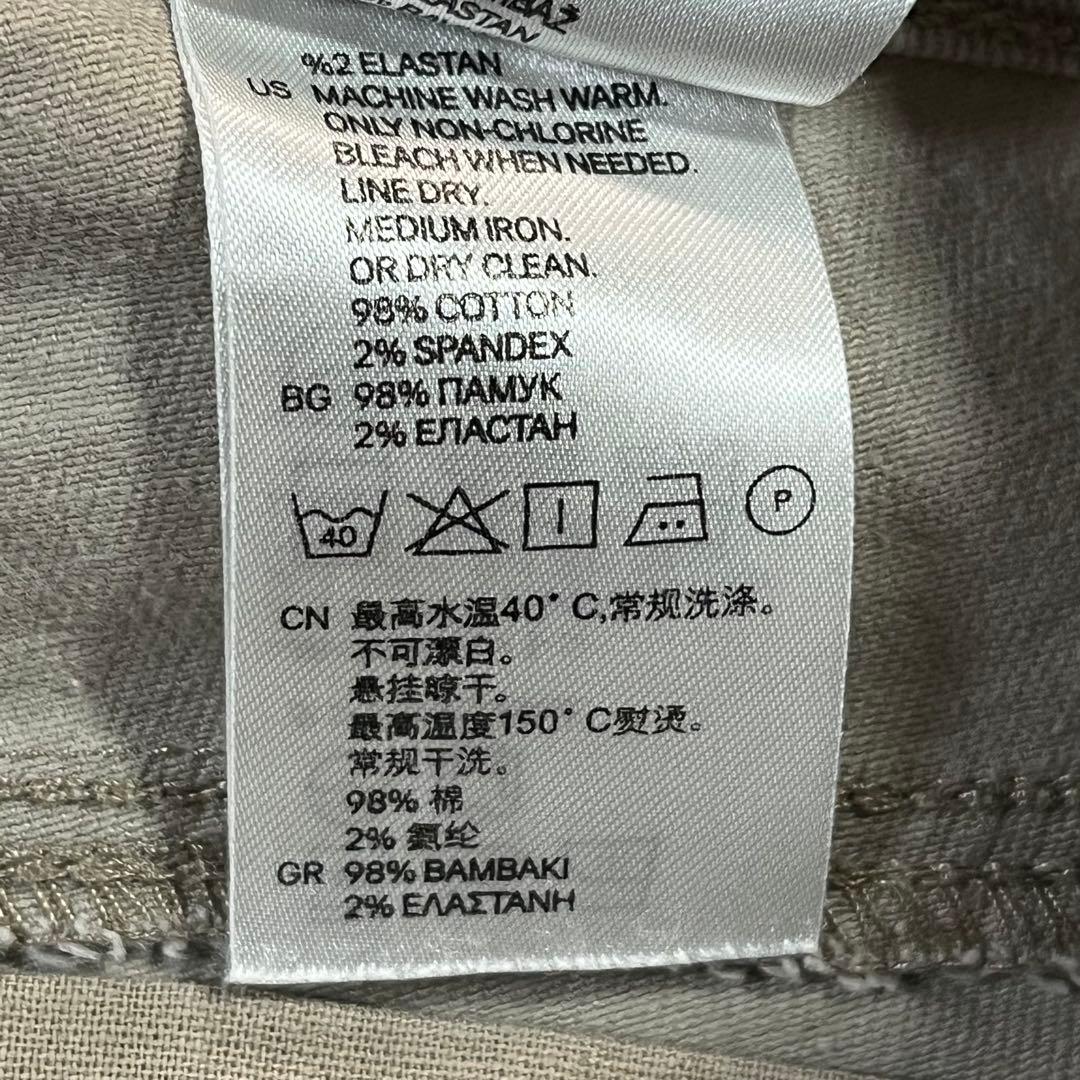 ELASTAN
%2 ELASTAN
US MACHINE WASH WARM.
ONLY NON-CHLORINE
BLEACH WHEN NEEDED.
LINE DRY.
MEDIUM IRON.
OR DRY CLEAN.
98% COTTON
2% SPANDEX
BG 98% ПАМУК
2% ЕЛАСТАН
40
P
CN 最高水温40°C,常规洗涤。
不可漂白。
悬挂晾干。
最高温度150°C熨烫。
常规干洗。
98% 棉
2% 氨纶
GR 98% BAMBAKI
2% ΕΛΑΣΤΑΝΗ